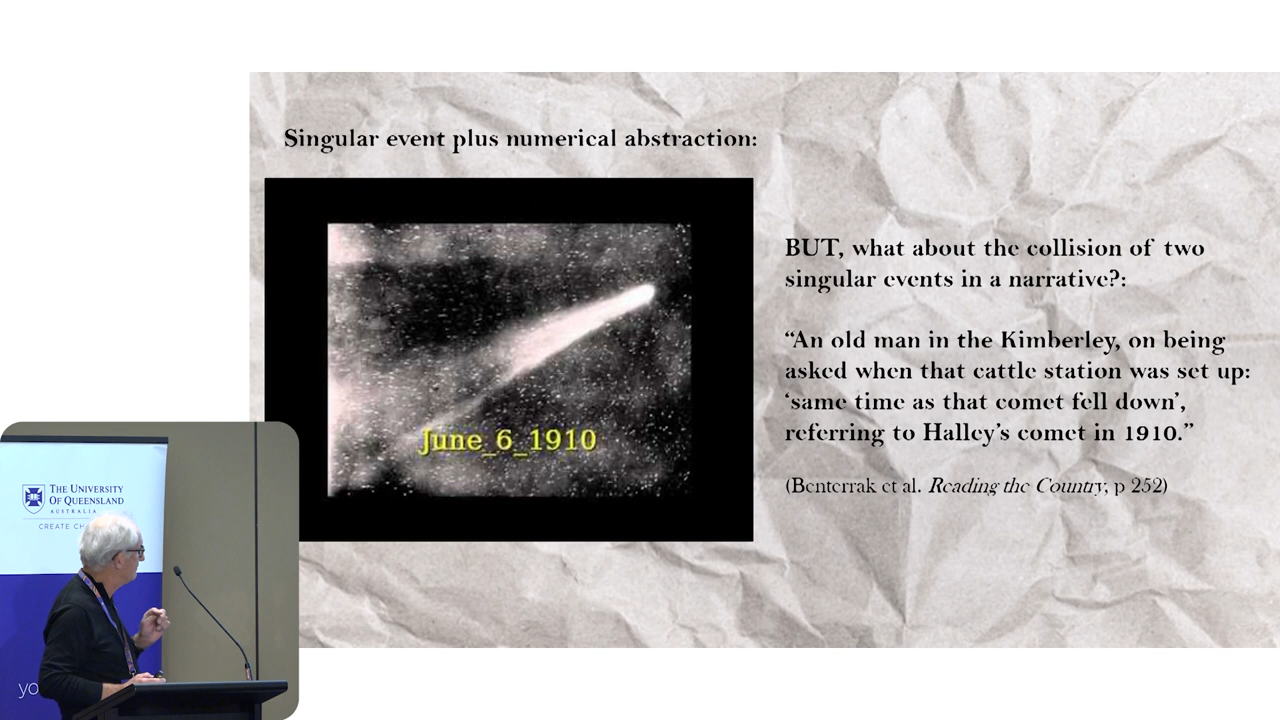 Singular event plus numerical abstraction:
June_6_1910
BUT, what about the collision of two
singular events in a narrative?:
“An old man in the Kimberley, on being
asked when that cattle station was set up:
‘same time as that comet fell down’,
referring to Halley’s comet in 1910.”
(Benterrak et al. Reading the Country, p 252)
THE UNIVERSITY
OF QUEENSLAND
AUSTRALIA
CREATE
yo